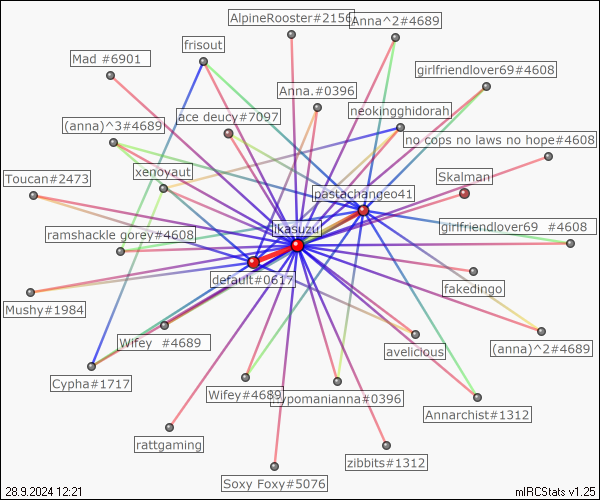 AlpineRooster#2156
Anna^2#4689
frisout
Mad #6901
girlfriendlover69#4608
Anna.#0396
ace deucy#7097
neokingghidorah
(anna)^3#4689
no cops no laws no hope#4608
xenoyaut
Toucan#2473
Skalman
pastachangeo41
ikasuzu
ramshackle gorey#4608
girlfriendlover69 #4608
default#0617
fakedingo
Mushy#1984
Wifey #4689
avelicious
(anna)^2#4689
Cypha#1717
Wifey#4689
hypomanianna#0396
Annarchist#1312
rattgaming
zibbits#1312
Soxy Foxy#5076
28.9.2024 12:21
mIRCStats v1.25